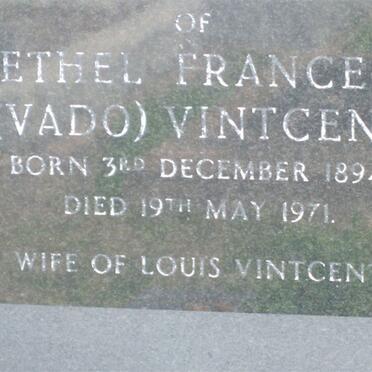 OF
ETHEL FRANCE
(VADO) VINTCEN
BORN 3RD DECEMBER 189
DIED 19TH MAY 1971.
WIFE OF LOUIS VINTCENT